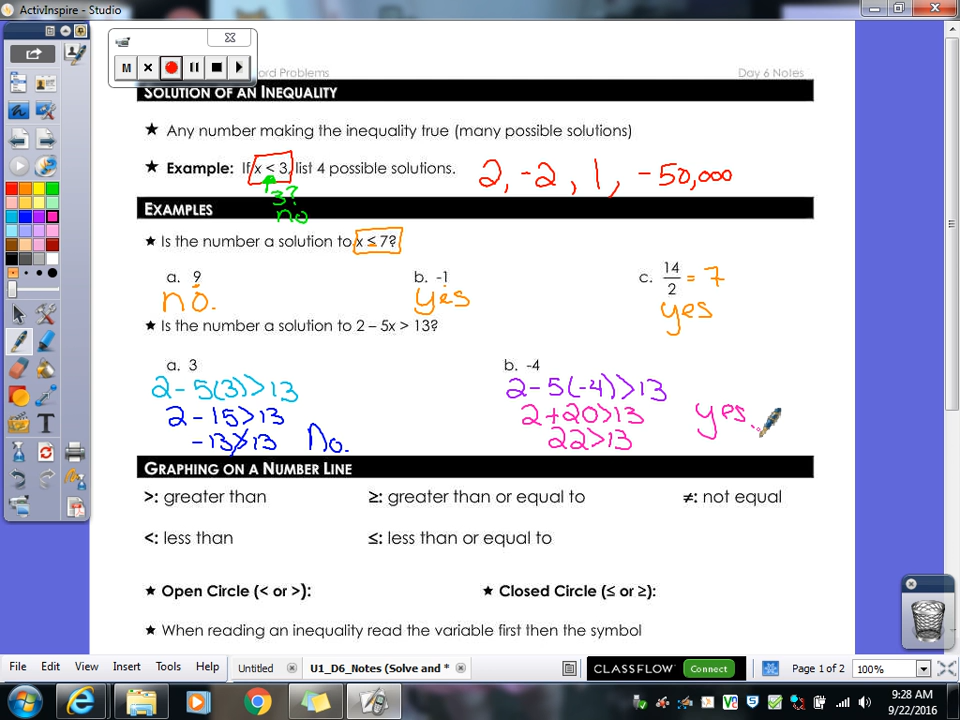 ActivInspire - Studio
ord Problems
Day 6 Notes
SOLUTION OF AN INEQUALITY
★ Any number making the inequality true (many possible solutions)
★ Example: If x < 3, list 4 possible solutions.
2, -2, 1, -50,000
3?
no
EXAMPLES
★ Is the number a solution to x ≤ 7?
a. 9
b. -1
c. 14/2 = 7
no.
yes
yes
★ Is the number a solution to 2 – 5x > 13?
a. 3
b. -4
2 - 5(3) > 13
2 - 5(-4) > 13
2 - 15 > 13
2 + 20 > 13
-13 ≯ 13 No.
22 > 13
yes.
GRAPHING ON A NUMBER LINE
>: greater than
≥: greater than or equal to
≠: not equal
<: less than
≤: less than or equal to
★ Open Circle (< or >):
★ Closed Circle (≤ or ≥):
★ When reading an inequality read the variable first then the symbol
File Edit View Insert Tools Help
Untitled
U1_D6_Notes (Solve and *
CLASSFLOW Connect
Page 1 of 2
100%
9:28 AM
9/22/2016